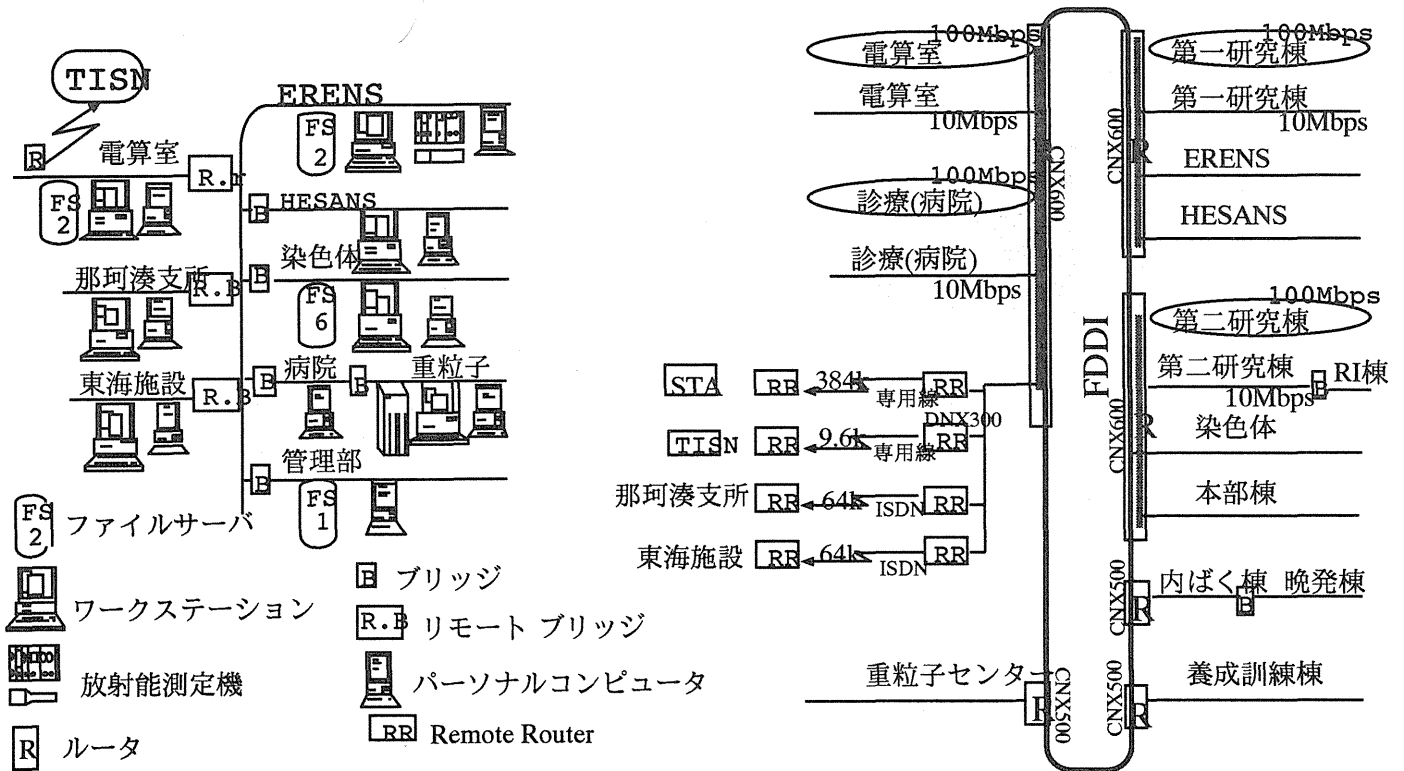 TISN
R
電算室
R.r
FS
2
那珂湊支所
R.B
東海施設
R.B
ERENS
FS
2
B
HESANS
染色体
B
FS
6
病院
重粒子
B
B
管理部
B
FS
1
FS
2
ファイルサーバ
ワークステーション
放射能測定機
R
ルータ
B
ブリッジ
R.B
リモート ブリッジ
パーソナルコンピュータ
RR
Remote Router
100Mbps
電算室
電算室
10Mbps
100Mbps
診療(病院)
診療(病院)
10Mbps
CNX600
STA
RR
384k
専用線
RR
DNX300
TISN
RR
9.6k
専用線
RR
那珂湊支所
RR
64k
ISDN
RR
東海施設
RR
64k
ISDN
RR
重粒子センター
R
CNX500
FDDI
100Mbps
第一研究棟
第一研究棟
10Mbps
CNX600
R
ERENS
HESANS
100Mbps
第二研究棟
第二研究棟
10Mbps
B
RI棟
CNX600
R
染色体
本部棟
CNX500
R
内ばく棟
B
晩発棟
CNX500
R
養成訓練棟